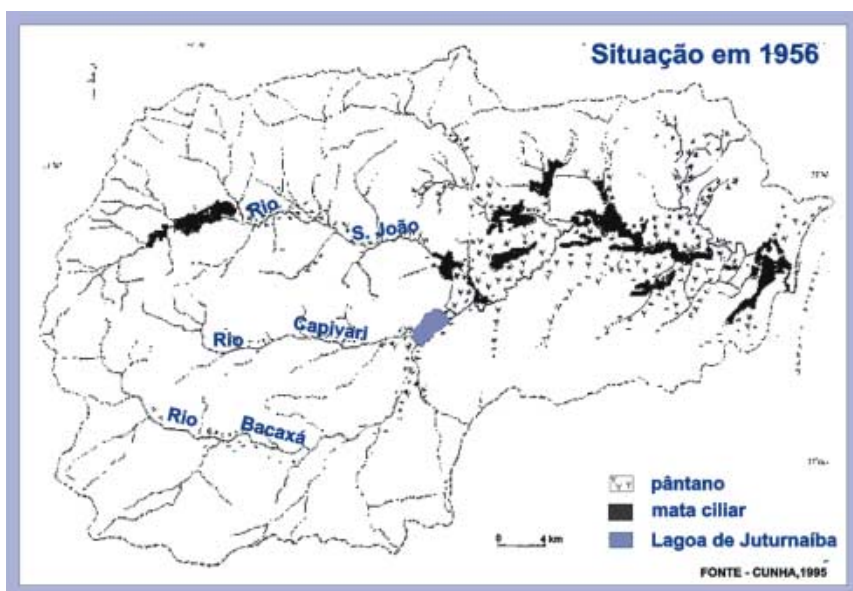 Situação em 1956
Rio
S. João
Rio
Capivari
Rio
Bacaxá
pântano
mata ciliar
Lagoa de Juturnaíba
0 4 km
FONTE - CUNHA,1995